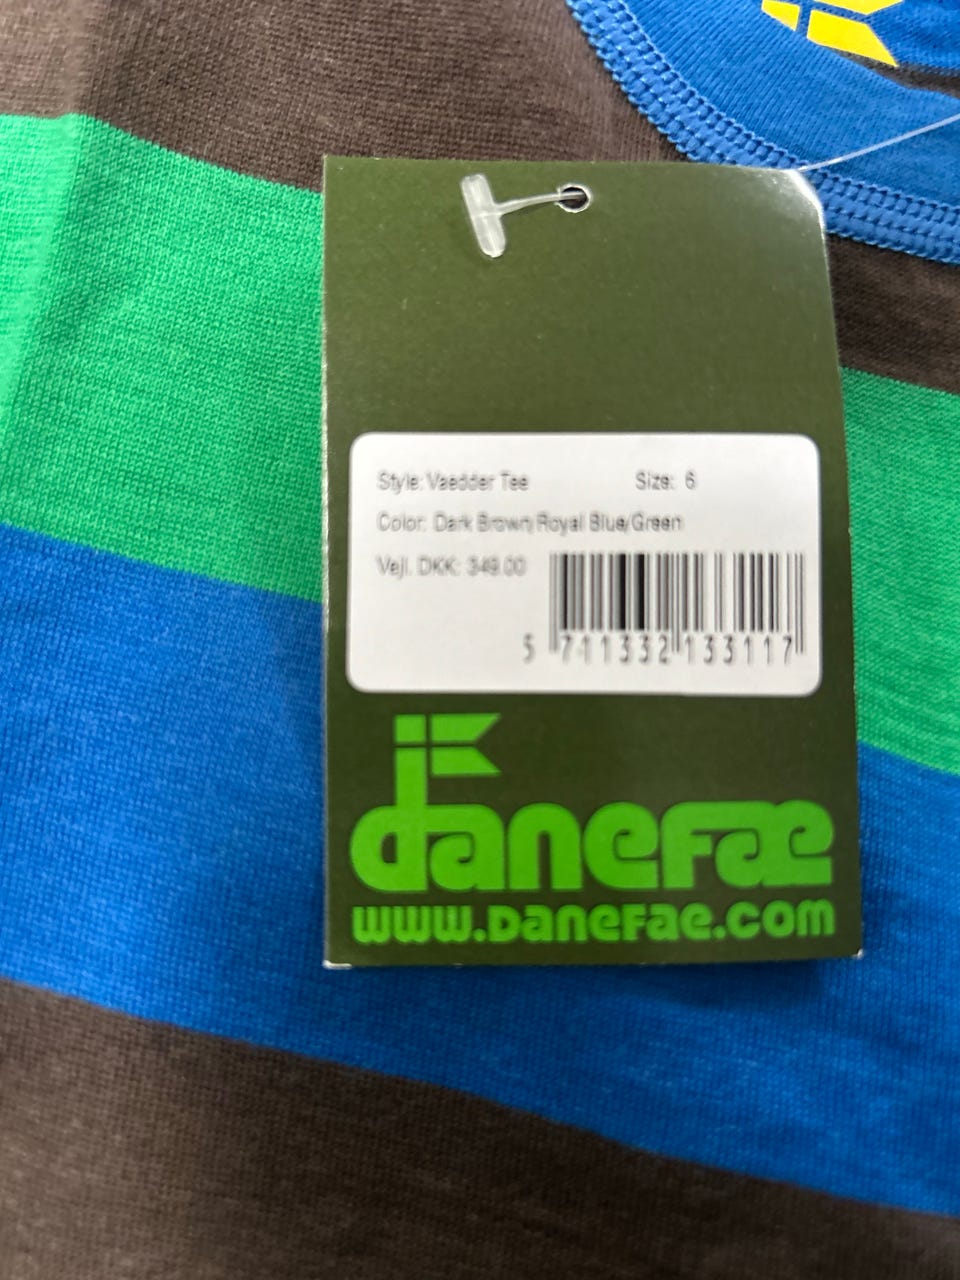 Style: Vaedder Tee Size: 6
Color: Dark Brown/Royal Blue/Green
Vejl. DKK: 349.00
5 711332 133117
danefae
www.danefae.com